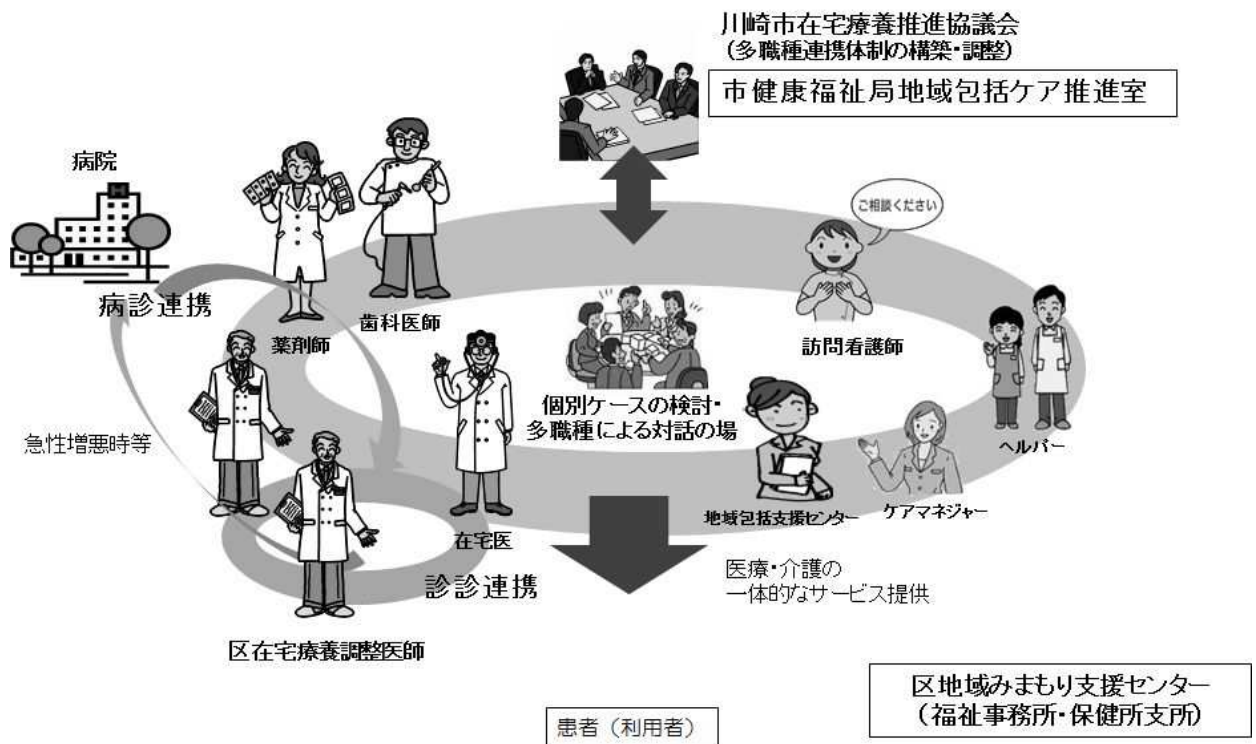 川崎市在宅療養推進協議会
(多職種連携体制の構築・調整)
市健康福祉局地域包括ケア推進室
病院
ご相談ください
病診連携
歯科医師
薬剤師
訪問看護師
個別ケースの検討・
多職種による対話の場
急性増悪時等
ヘルパー
地域包括支援センター
ケアマネジャー
在宅医
診診連携
医療・介護の
一体的なサービス提供
区在宅療養調整医師
区地域みまもり支援センター
(福祉事務所・保健所支所)
患者(利用者)